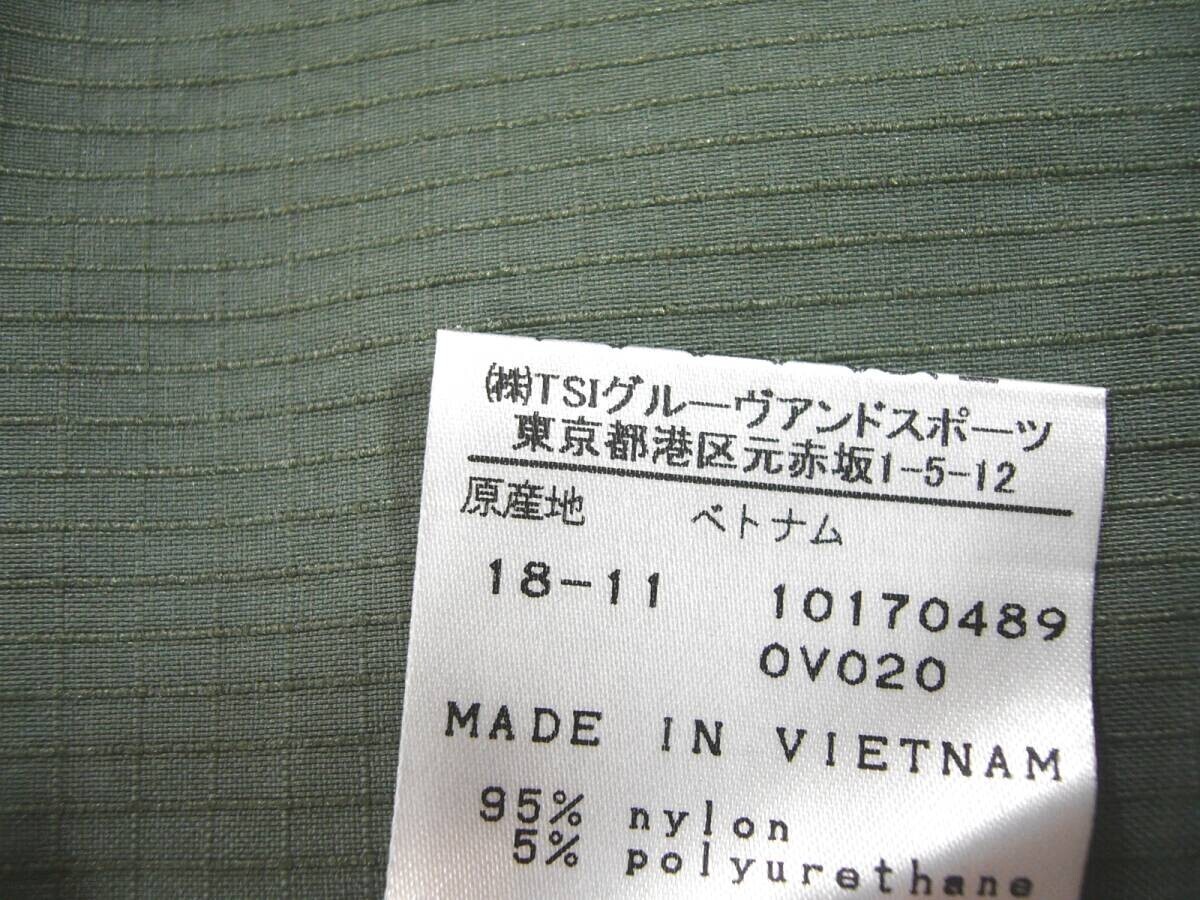 ㈱TSIグルーヴアンドスポーツ
東京都港区元赤坂1-5-12
原産地 ベトナム
18-11 10170489
0V020
MADE IN VIETNAM
95% nylon
5% polyurethane